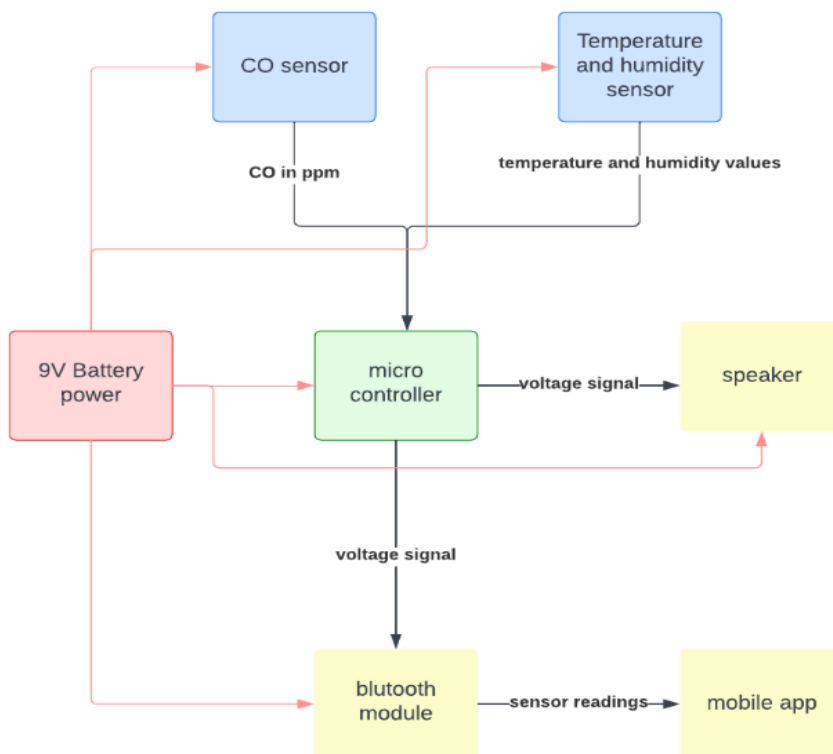 CO sensor
Temperature
and humidity
sensor
CO in ppm
temperature and humidity values
9V Battery
power
micro
controller
voltage signal
speaker
voltage signal
blutooth
module
sensor readings
mobile app